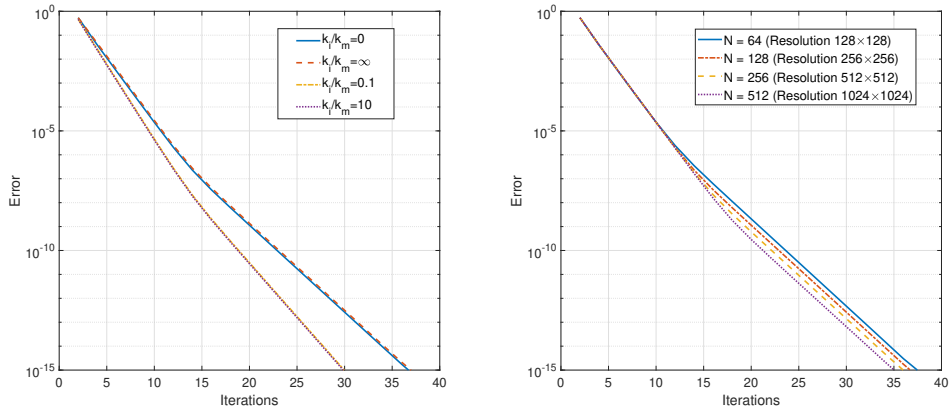 10^0
10^-5
10^-10
10^-15
Error
0 5 10 15 20 25 30 35 40
Iterations
k_i/k_m=0
k_i/k_m=∞
k_i/k_m=0.1
k_i/k_m=10
10^0
10^-5
10^-10
10^-15
Error
0 5 10 15 20 25 30 35 40
Iterations
N = 64 (Resolution 128×128)
N = 128 (Resolution 256×256)
N = 256 (Resolution 512×512)
N = 512 (Resolution 1024×1024)